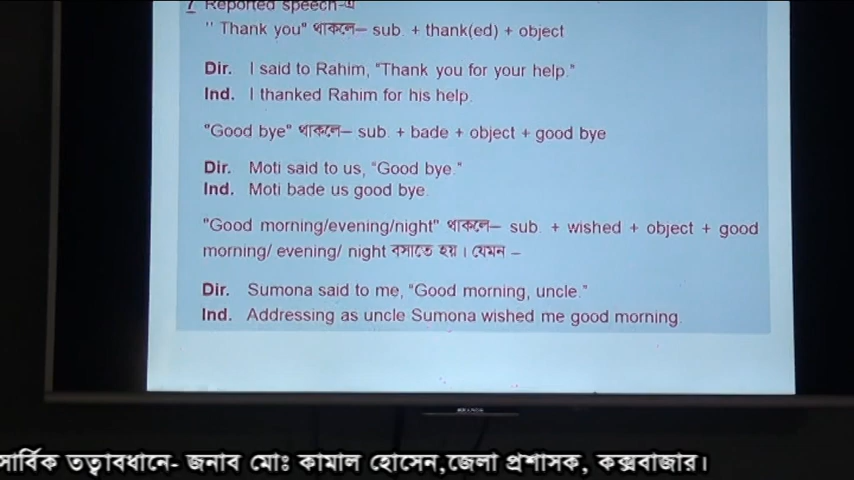 7 Reported speech-এ
" Thank you" থাকলে– sub. + thank(ed) + object
Dir. I said to Rahim, "Thank you for your help."
Ind. I thanked Rahim for his help.
"Good bye" থাকলে– sub. + bade + object + good bye
Dir. Moti said to us, "Good bye."
Ind. Moti bade us good bye.
"Good morning/evening/night" থাকলে– sub. + wished + object + good
morning/ evening/ night বসাতে হয়। যেমন –
Dir. Sumona said to me, "Good morning, uncle."
Ind. Addressing as uncle Sumona wished me good morning.
সার্বিক তত্বাবধানে- জনাব মোঃ কামাল হোসেন,জেলা প্রশাসক, কক্সবাজার।